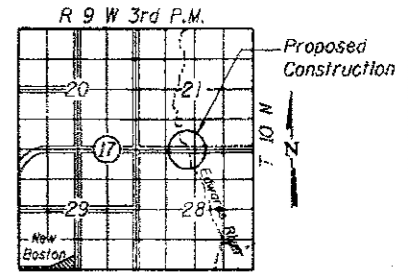 R 9 W 3rd P.M.
Proposed
Construction
20
21
17
T 10 N
N
29
28
Edwards River
New
Boston